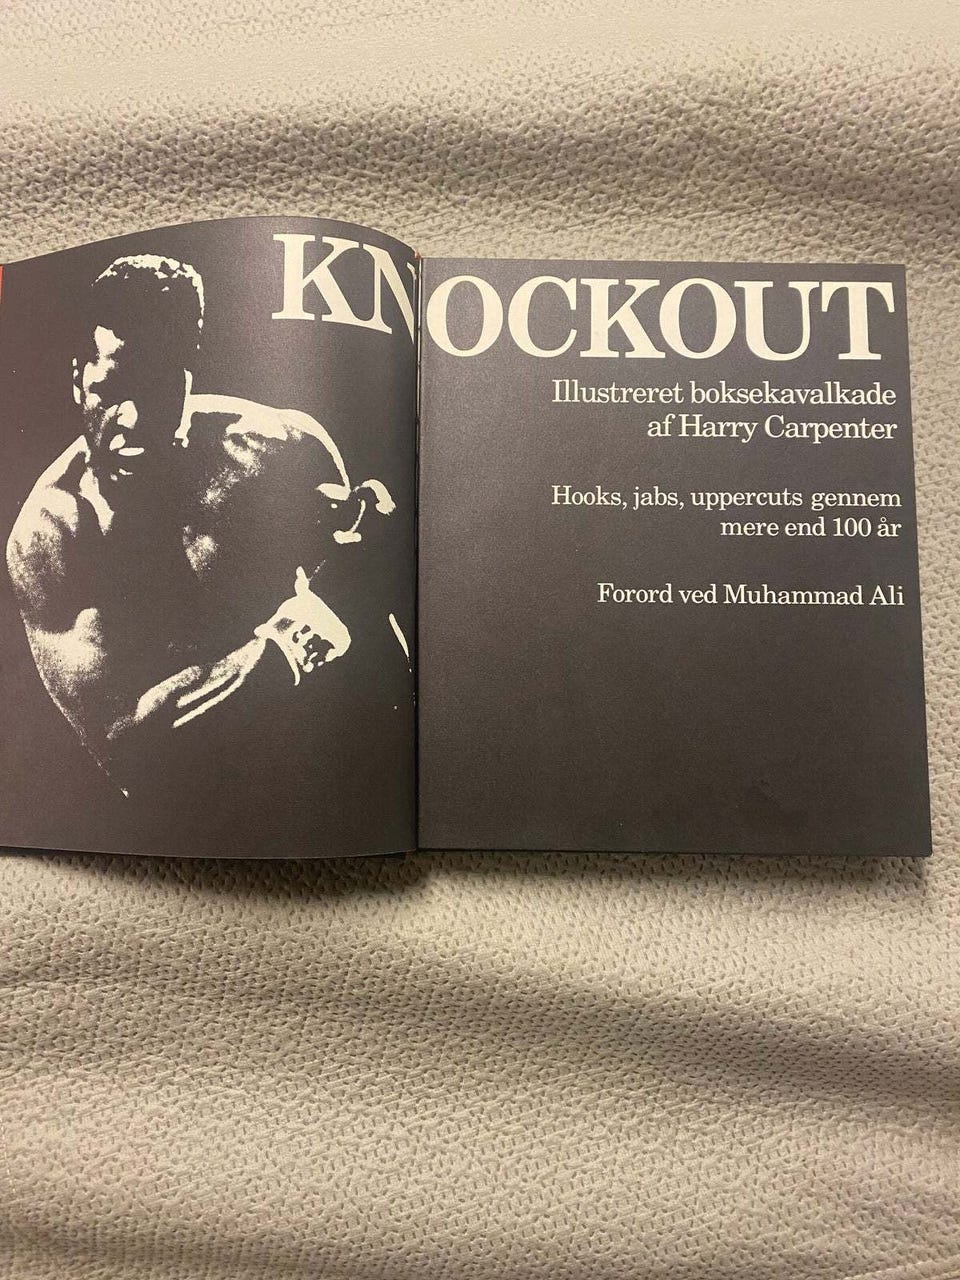 KNOCKOUT
Illustreret boksekavalkade
af Harry Carpenter
Hooks, jabs, uppercuts gennem
mere end 100 år
Forord ved Muhammad Ali